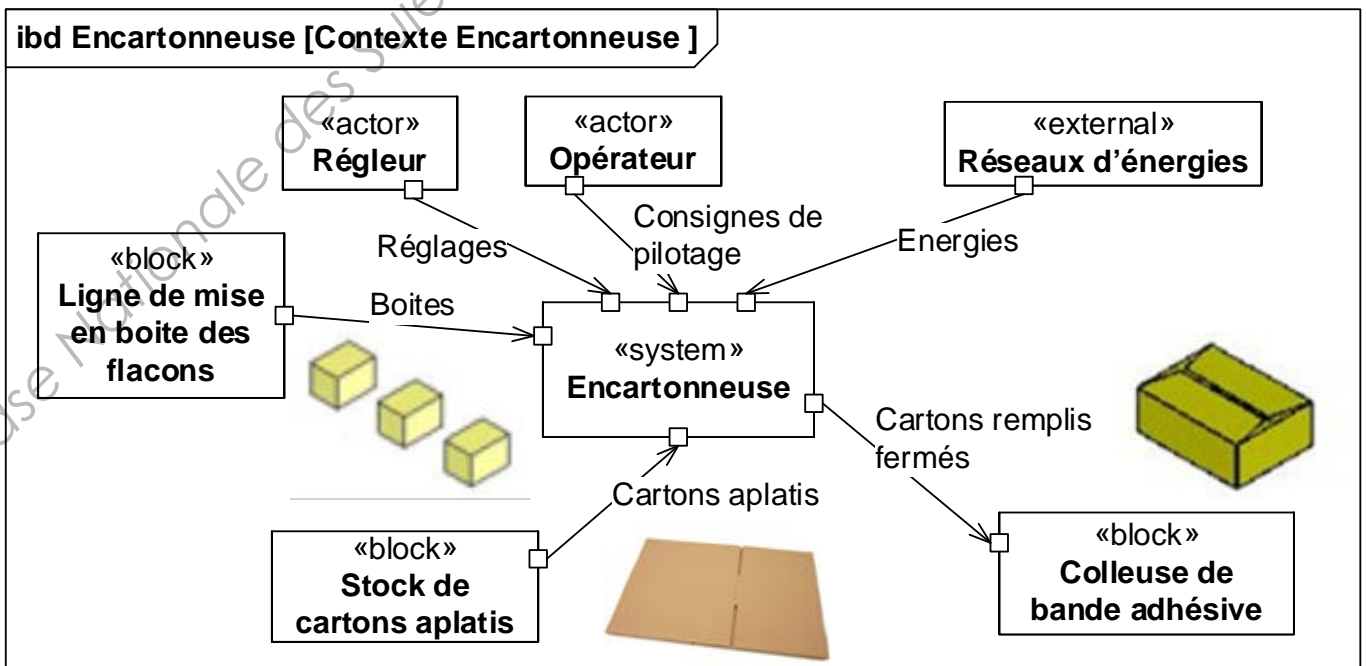 ibd Encartonneuse [Contexte Encartonneuse ]
«actor»
Régleur
«actor»
Opérateur
«external»
Réseaux d'énergies
Réglages
Consignes de
pilotage
Energies
«block»
Ligne de mise
en boite des
flacons
Boites
«system»
Encartonneuse
Cartons remplis
fermés
Cartons aplatis
«block»
Stock de
cartons aplatis
«block»
Colleuse de
bande adhésive
Nationale des